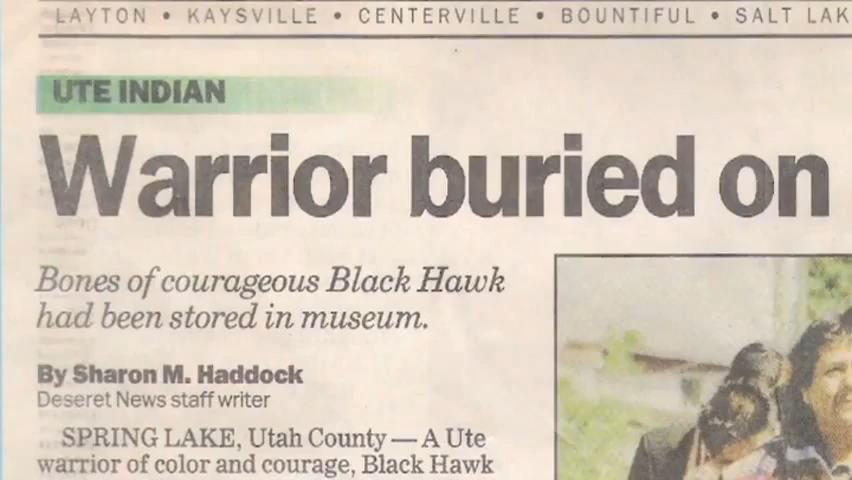 LAYTON • KAYSVILLE • CENTERVILLE • BOUNTIFUL • SALT LAK
UTE INDIAN
Warrior buried on
Bones of courageous Black Hawk
had been stored in museum.
By Sharon M. Haddock
Deseret News staff writer
SPRING LAKE, Utah County — A Ute
warrior of color and courage, Black Hawk